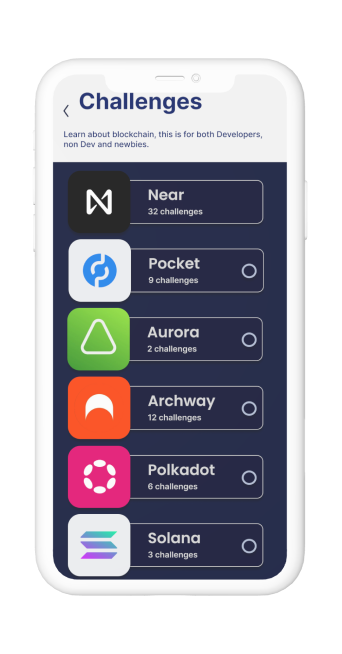 Challenges
Learn about blockchain, this is for both Developers,
non Dev and newbies.
Near
32 challenges
Pocket
9 challenges
Aurora
2 challenges
Archway
12 challenges
Polkadot
6 challenges
Solana
3 challenges